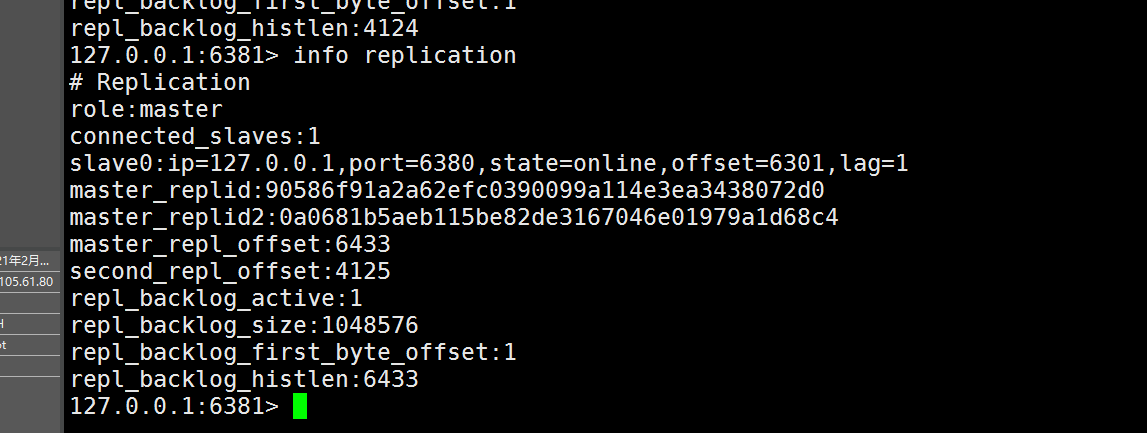 repl_backlog_first_byte_offset:1
repl_backlog_histlen:4124
127.0.0.1:6381> info replication
# Replication
role:master
connected_slaves:1
slave0:ip=127.0.0.1,port=6380,state=online,offset=6301,lag=1
master_replid:90586f91a2a62efc0390099a114e3ea3438072d0
master_replid2:0a0681b5aeb115be82de3167046e01979a1d68c4
master_repl_offset:6433
second_repl_offset:4125
repl_backlog_active:1
repl_backlog_size:1048576
repl_backlog_first_byte_offset:1
repl_backlog_histlen:6433
127.0.0.1:6381>
21年2月...
105.61.80
H
ot